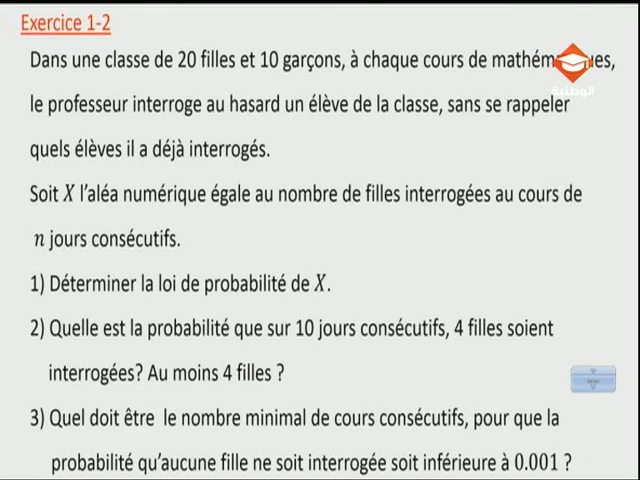 Exercice 1-2
Dans une classe de 20 filles et 10 garçons, à chaque cours de
le professeur interroge au hasard un élève de la classe, sans se rappeler
quels élèves il a déjà interrogés.
Soit X l'aléa numérique égale au nombre de filles interrogées au cours de
n jours consécutifs.
1) Déterminer la loi de probabilité de X.
2) Quelle est la probabilité que sur 10 jours consécutifs, 4 filles soient
interrogées? Au moins 4 filles ?
3) Quel doit être le nombre minimal de cours consécutifs, pour que la
probabilité qu'aucune fille ne soit interrogée soit inférieure à 0.001 ?
الوطنية